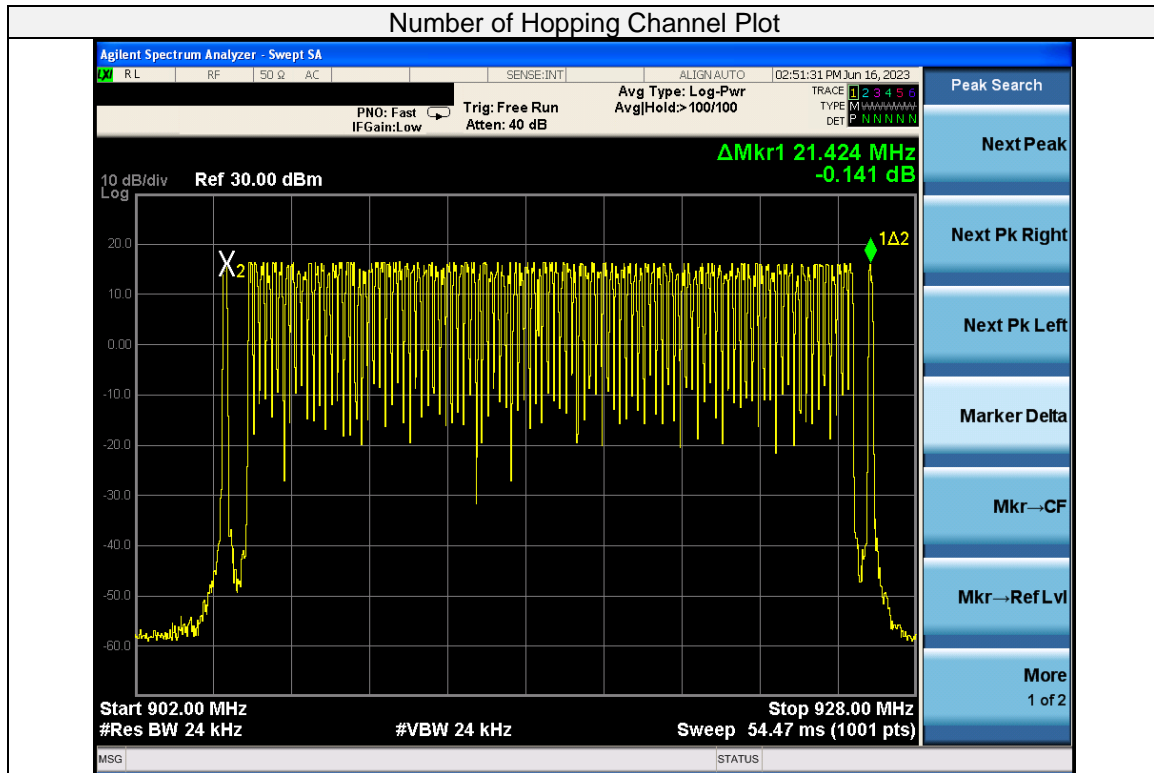 Number of Hopping Channel Plot
Agilent Spectrum Analyzer - Swept SA
LXI RL RF 50 Ω AC SENSE:INT ALIGN AUTO 02:51:31 PM Jun 16, 2023
Peak Search
PNO: Fast Trig: Free Run Avg Type: Log-Pwr TRACE 1 2 3 4 5 6
IFGain:Low Atten: 40 dB Avg|Hold:>100/100 TYPE M WWWWW
DET P N N N N N
ΔMkr1 21.424 MHz
-0.141 dB
10 dB/div Ref 30.00 dBm
Log
20.0
10.0
0.00
-10.0
-20.0
-30.0
-40.0
-50.0
-60.0
X2
1Δ2
Start 902.00 MHz Stop 928.00 MHz
#Res BW 24 kHz #VBW 24 kHz Sweep 54.47 ms (1001 pts)
MSG STATUS
Next Peak
Next Pk Right
Next Pk Left
Marker Delta
Mkr→CF
Mkr→Ref Lvl
More
1 of 2